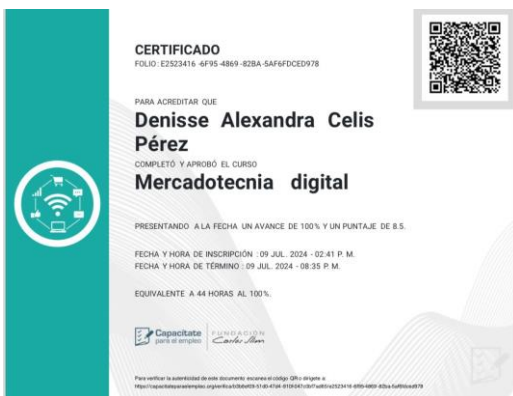 CERTIFICADO
FOLIO: E2523416 -6F95 -4869 -82BA -5AF6FDCED978
PARA ACREDITAR QUE
Denisse Alexandra Celis
Pérez
COMPLETÓ Y APROBÓ EL CURSO
Mercadotecnia digital
PRESENTANDO A LA FECHA UN AVANCE DE 100% Y UN PUNTAJE DE 8.5.
FECHA Y HORA DE INSCRIPCIÓN : 09 JUL. 2024 - 02:41 P. M.
FECHA Y HORA DE TÉRMINO : 09 JUL. 2024 - 08:35 P. M.
EQUIVALENTE A 44 HORAS AL 100%.
Capacítate
para el empleo
FUNDACIÓN
Carlos Slim
Para verificar la autenticidad de este documento escanea el código QR o dirígete a: